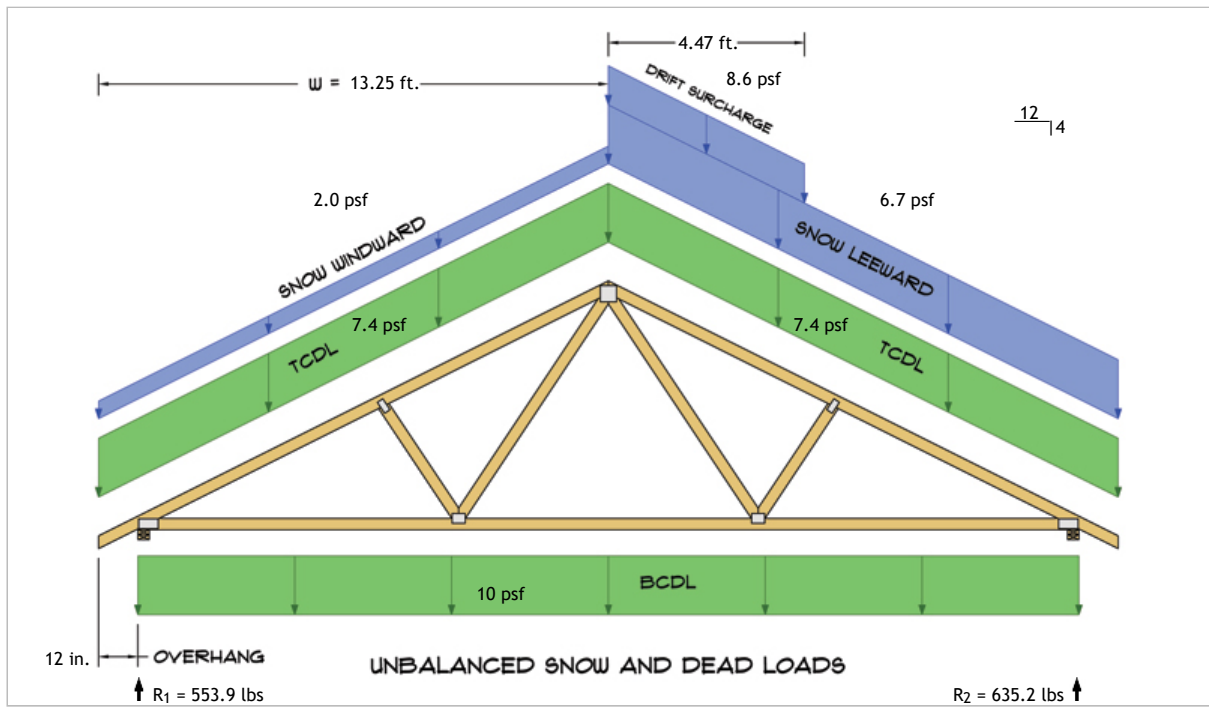 4.47 ft.
W = 13.25 ft.
DRIFT SURCHARGE
8.6 psf
12
4
2.0 psf
6.7 psf
SNOW WINDWARD
SNOW LEEWARD
7.4 psf
7.4 psf
TCDL
TCDL
10 psf
BCDL
12 in.
OVERHANG
UNBALANCED SNOW AND DEAD LOADS
R1 = 553.9 lbs
R2 = 635.2 lbs